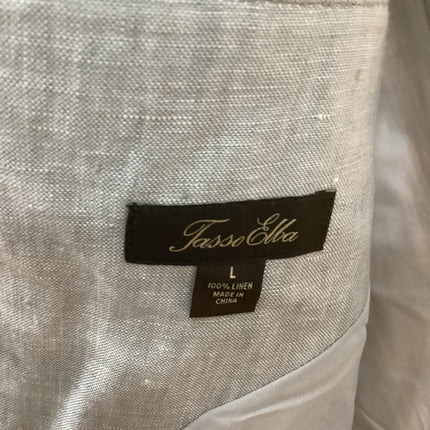 Tasso Elba
L
100% LINEN
MADE IN
CHINA